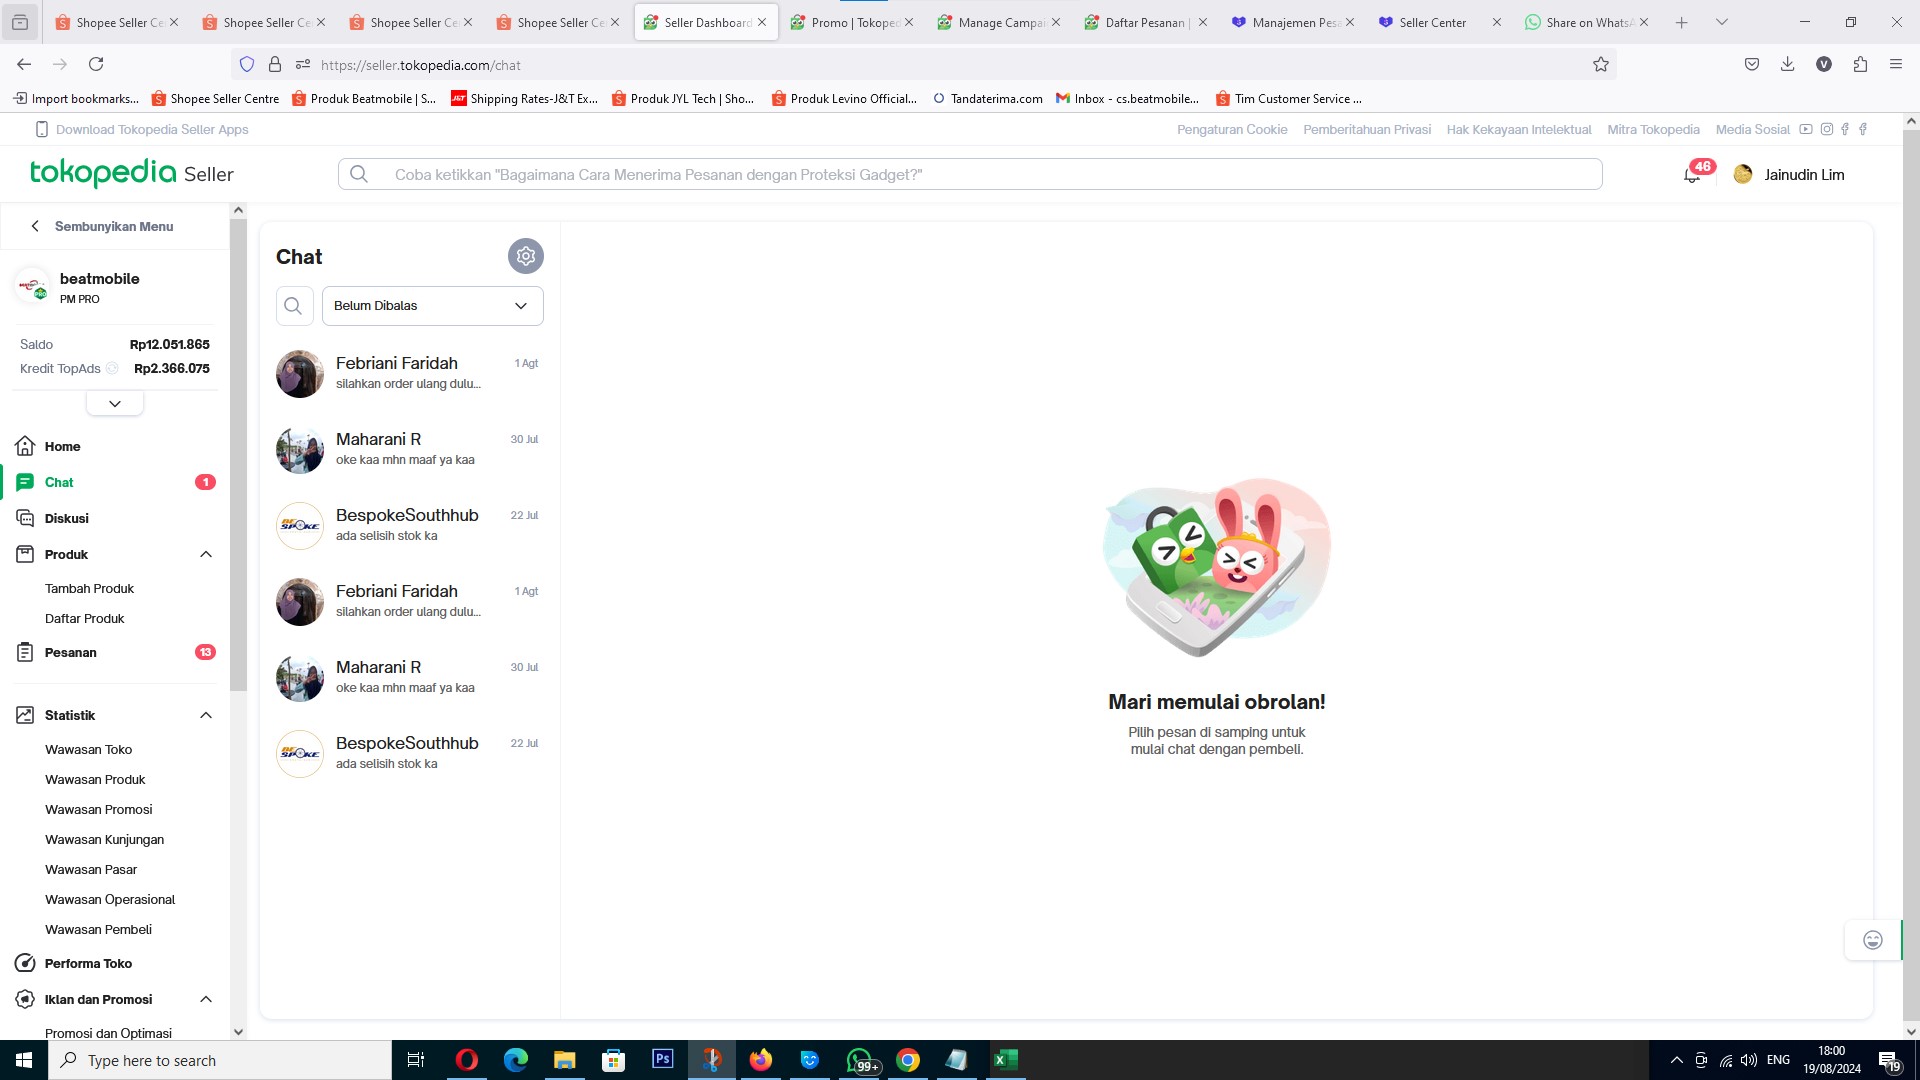 Shopee Seller Ce
Shopee Seller Ce
Shopee Seller Ce
Shopee Seller Ce
Seller Dashboard
Promo | Tokoped
Manage Campai
Daftar Pesanan |
Manajemen Pesa
Seller Center
Share on WhatsA
https://seller.tokopedia.com/chat
V
Import bookmarks...
Shopee Seller Centre
Produk Beatmobile | S...
Shipping Rates-J&T Ex...
Produk JYL Tech | Sho...
Produk Levino Official...
Tandaterima.com
Inbox - cs.beatmobile...
Tim Customer Service ...
Download Tokopedia Seller Apps
Pengaturan Cookie
Pemberitahuan Privasi
Hak Kekayaan Intelektual
Mitra Tokopedia
Media Sosial
tokopedia Seller
Coba ketikkan "Bagaimana Cara Menerima Pesanan dengan Proteksi Gadget?"
46
Jainudin Lim
Sembunyikan Menu
beatmobile
PM PRO
Saldo Rp12.051.865
Kredit TopAds Rp2.366.075
Home
Chat 1
Diskusi
Produk
Tambah Produk
Daftar Produk
Pesanan 13
Statistik
Wawasan Toko
Wawasan Produk
Wawasan Promosi
Wawasan Kunjungan
Wawasan Pasar
Wawasan Operasional
Wawasan Pembeli
Performa Toko
Iklan dan Promosi
Promosi dan Optimasi
Chat
Belum Dibalas
Febriani Faridah 1 Agt
silahkan order ulang dulu...
Maharani R 30 Jul
oke kaa mhn maaf ya kaa
BespokeSouthhub 22 Jul
ada selisih stok ka
Febriani Faridah 1 Agt
silahkan order ulang dulu...
Maharani R 30 Jul
oke kaa mhn maaf ya kaa
BespokeSouthhub 22 Jul
ada selisih stok ka
Mari memulai obrolan!
Pilih pesan di samping untuk
mulai chat dengan pembeli.
Type here to search
Ps
99+
ENG
18:00
19/08/2024
19